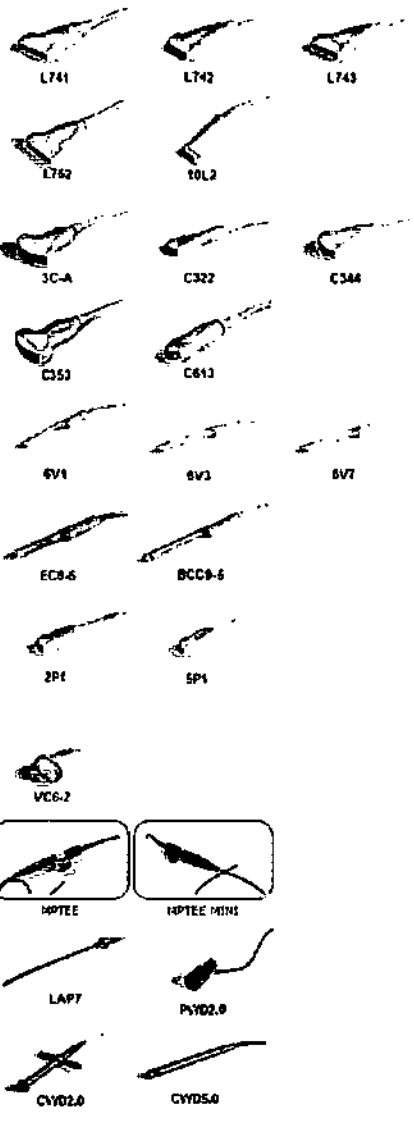 L741 L742 L743
L752 10L2
3C-A C322 C344
C353 C613
6V1 6V3 6V7
EC9-5 BCC9-5
2P1 5P1
VC6-2
MPTEE MPTEE MINI
LAP7 PWD2.0
CWD2.0 CWD5.0